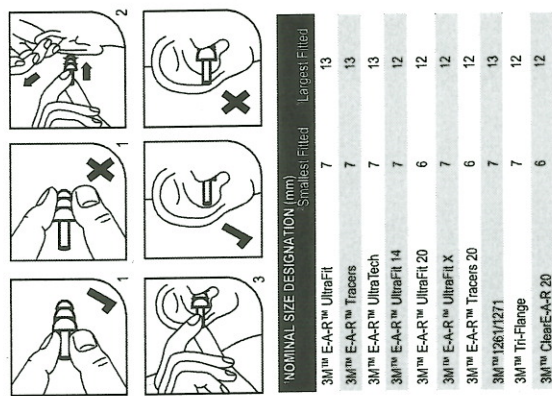 1
1
2
3
NOMINAL SIZE DESIGNATION (mm)
Smallest Fitted Largest Fitted
3M™ E-A-R™ UltraFit 7 13
3M™ E-A-R™ Tracers 7 13
3M™ E-A-R™ UltraTech 7 13
3M™ E-A-R™ UltraFit 14 7 12
3M™ E-A-R™ UltraFit 20 6 12
3M™ E-A-R™ UltraFit X 7 12
3M™ E-A-R™ Tracers 20 6 12
3M™ 1261/1271 7 13
3M™ Tri-Flange 7 12
3M™ ClearE-A-R 20 6 12